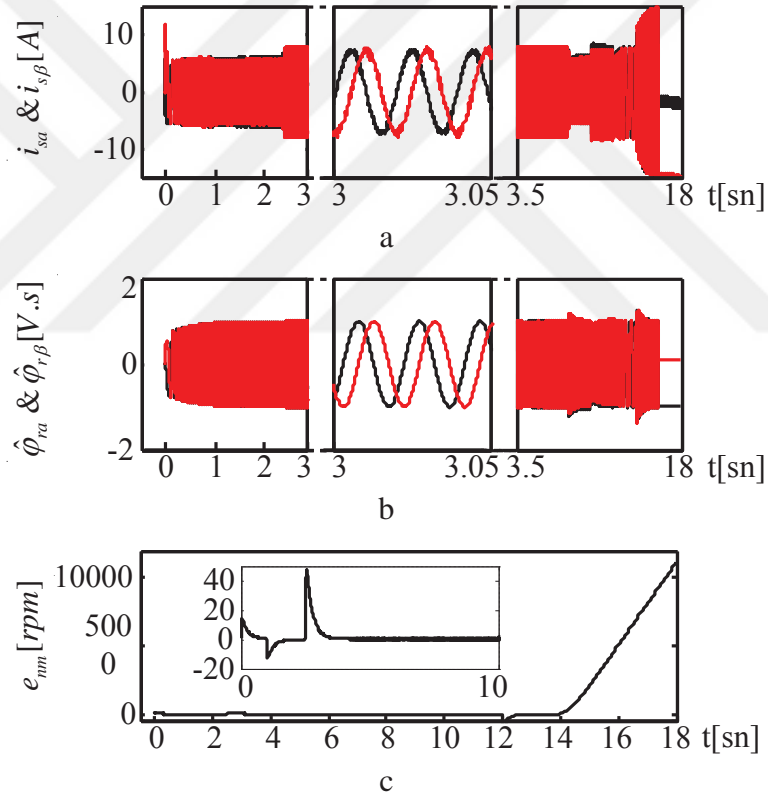 i_sa & i_sβ [A]
10
0
-10
0 1 2 3 3 3.05 3.5 18 t[sn]
a
φ̂_ra & φ̂_rβ [V.s]
2
0
-2
0 1 2 3 3 3.05 3.5 18 t[sn]
b
e_nm [rpm]
10000
500
0
0
40
20
0
-20
0 10
0 2 4 6 8 10 12 14 16 18 t[sn]
c